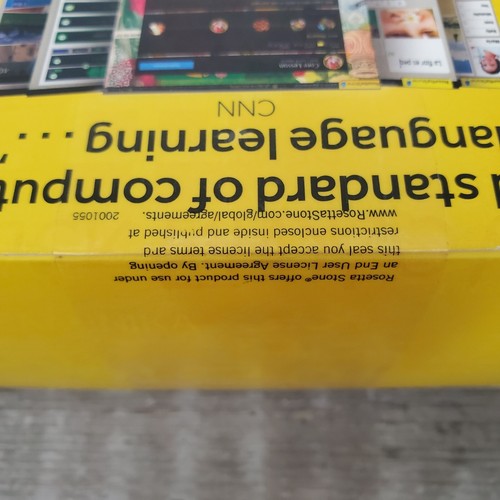 Rosetta Stone® offers this product for use under
an End User License Agreement. By opening
this seal you accept the license terms and
restrictions enclosed inside and published at
www.RosettaStone.com/global/agreements. 2001055
d standard of comput
language learning . . . .
CNN